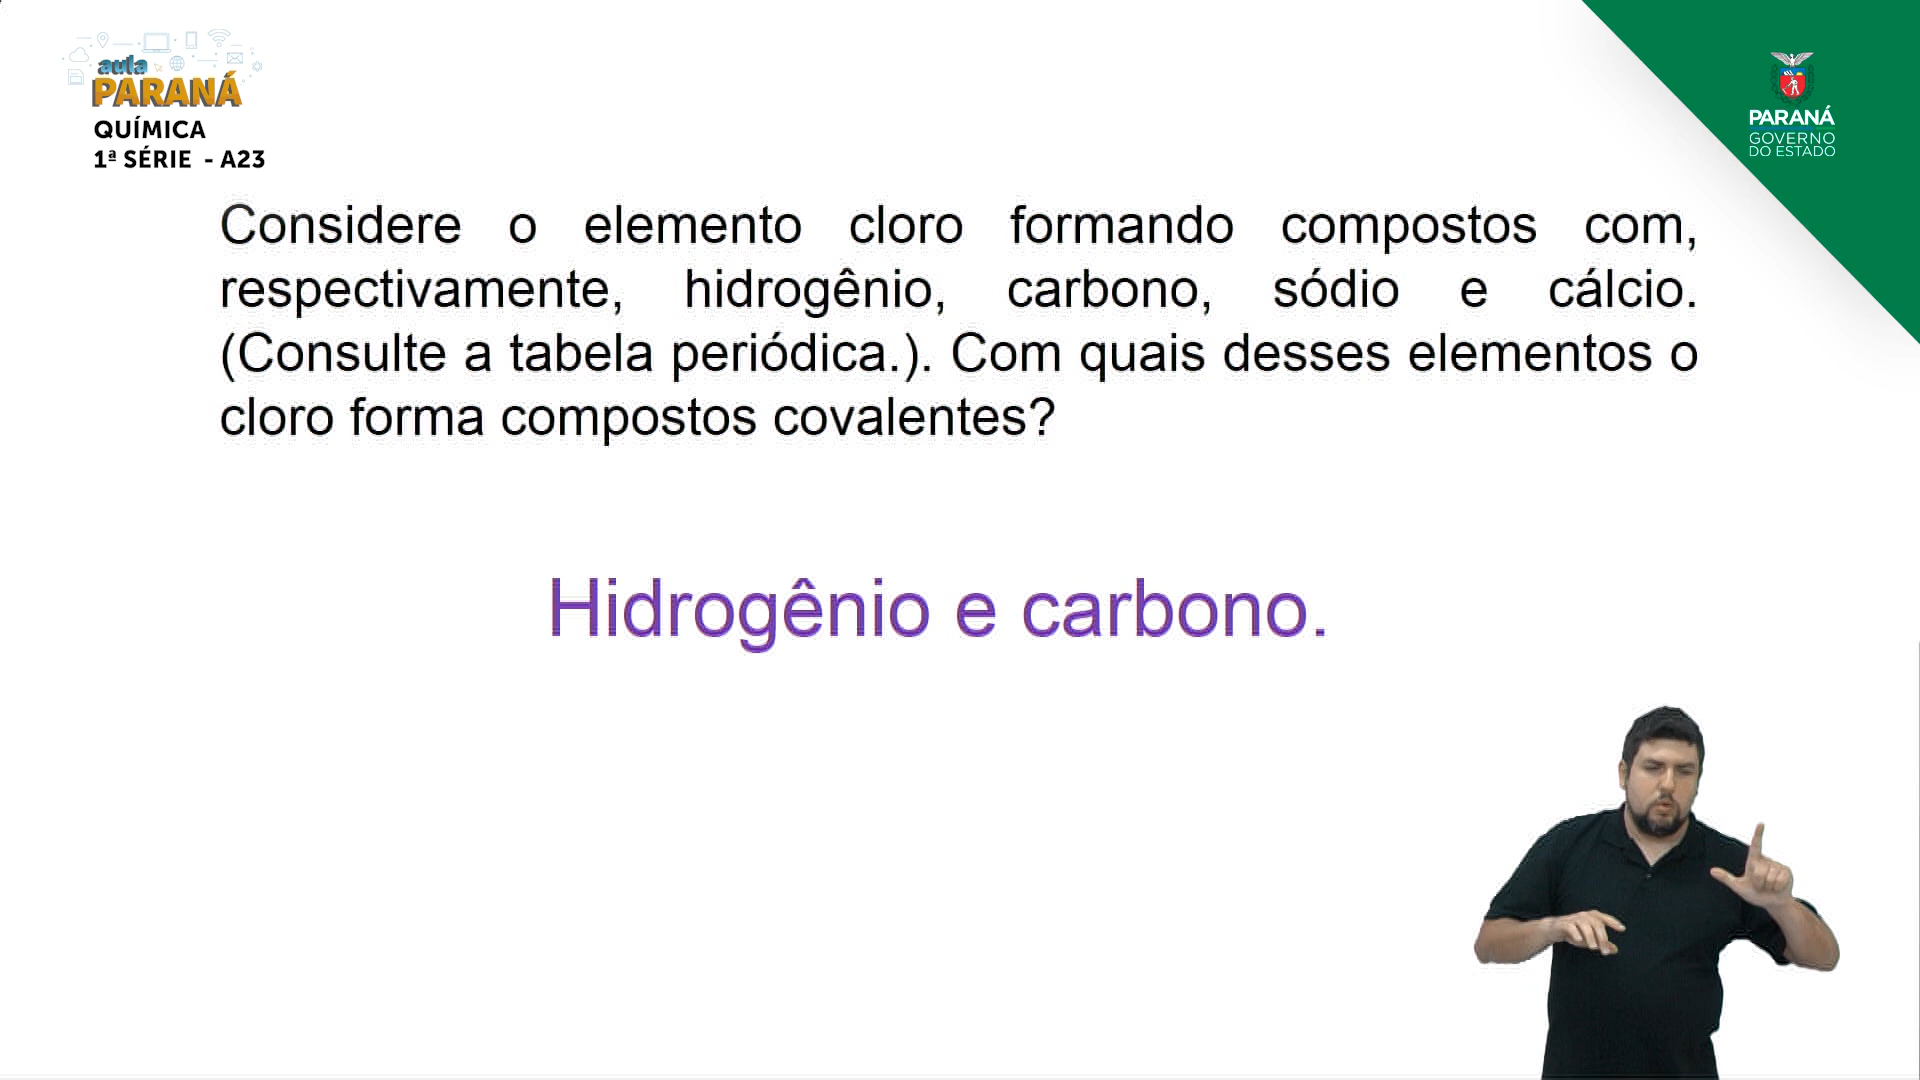 aula
PARANÁ
QUÍMICA
1ª SÉRIE - A23
PARANÁ
GOVERNO
DO ESTADO
Considere o elemento cloro formando compostos com,
respectivamente, hidrogênio, carbono, sódio e cálcio.
(Consulte a tabela periódica.). Com quais desses elementos o
cloro forma compostos covalentes?
Hidrogênio e carbono.